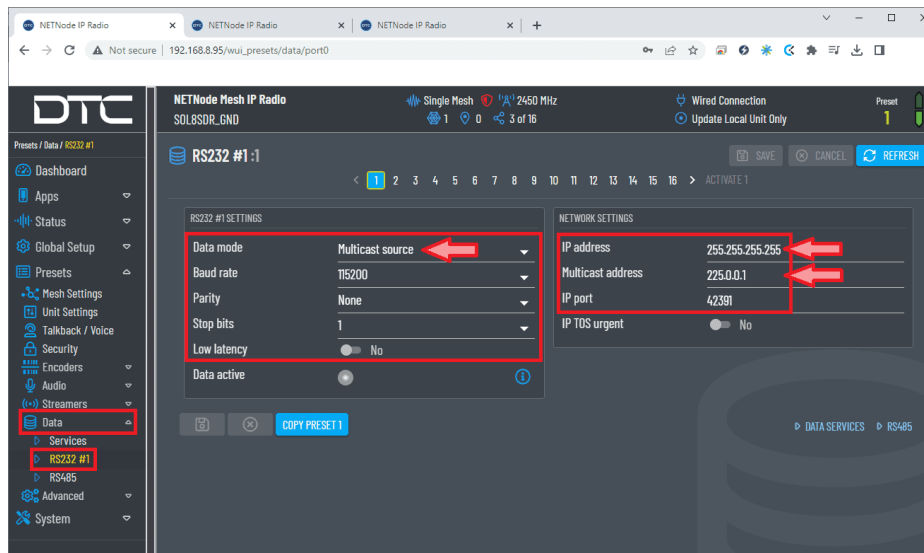 NETNode IP Radio
NETNode IP Radio
NETNode IP Radio
Not secure | 192.168.8.95/wui_presets/data/port0
DTC
NETNode Mesh IP Radio
SOL8SDR_GND
Single Mesh 2450 MHz
1 0 3 of 16
Wired Connection
Update Local Unit Only
Preset
1
Presets / Data / RS232 #1
Dashboard
Apps
Status
Global Setup
Presets
Mesh Settings
Unit Settings
Talkback / Voice
Security
Encoders
Audio
Streamers
Data
Services
RS232 #1
RS485
Advanced
System
RS232 #1 :1
SAVE
CANCEL
REFRESH
< 1 2 3 4 5 6 7 8 9 10 11 12 13 14 15 16 > ACTIVATE 1
RS232 #1 SETTINGS
Data mode Multicast source
Baud rate 115200
Parity None
Stop bits 1
Low latency No
Data active
NETWORK SETTINGS
IP address 255.255.255.255
Multicast address 225.0.0.1
IP port 42391
IP TOS urgent No
COPY PRESET 1
DATA SERVICES RS485